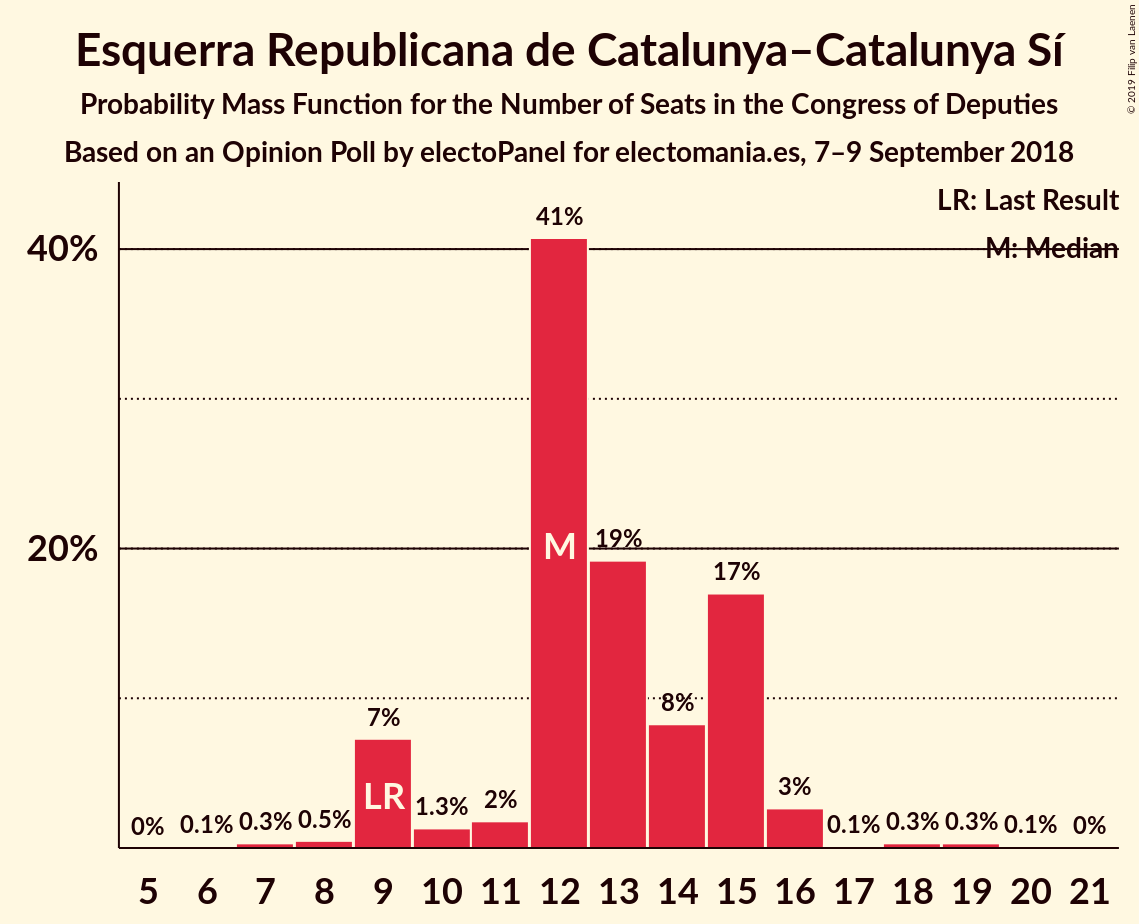 Esquerra Republicana de Catalunya–Catalunya Sí
Probability Mass Function for the Number of Seats in the Congress of Deputies
Based on an Opinion Poll by electoPanel for electomania.es, 7–9 September 2018
© 2019 Filip van Laenen
LR: Last Result
M: Median
40%
20%
0% 0.1% 0.3% 0.5% 7% 1.3% 2% 41% 19% 8% 17% 3% 0.1% 0.3% 0.3% 0.1% 0%
LR
M
5 6 7 8 9 10 11 12 13 14 15 16 17 18 19 20 21